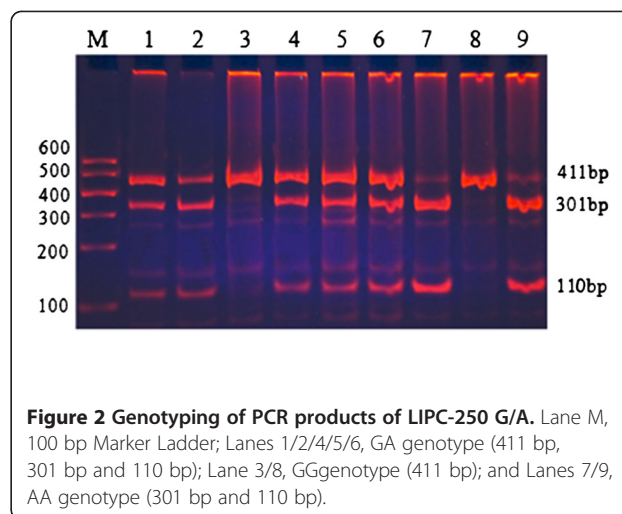 M 1 2 3 4 5 6 7 8 9
600
500
400
300
200
100
411bp
301bp
110bp
Figure 2 Genotyping of PCR products of LIPC-250 G/A. Lane M,
100 bp Marker Ladder; Lanes 1/2/4/5/6, GA genotype (411 bp,
301 bp and 110 bp); Lane 3/8, GGgenotype (411 bp); and Lanes 7/9,
AA genotype (301 bp and 110 bp).